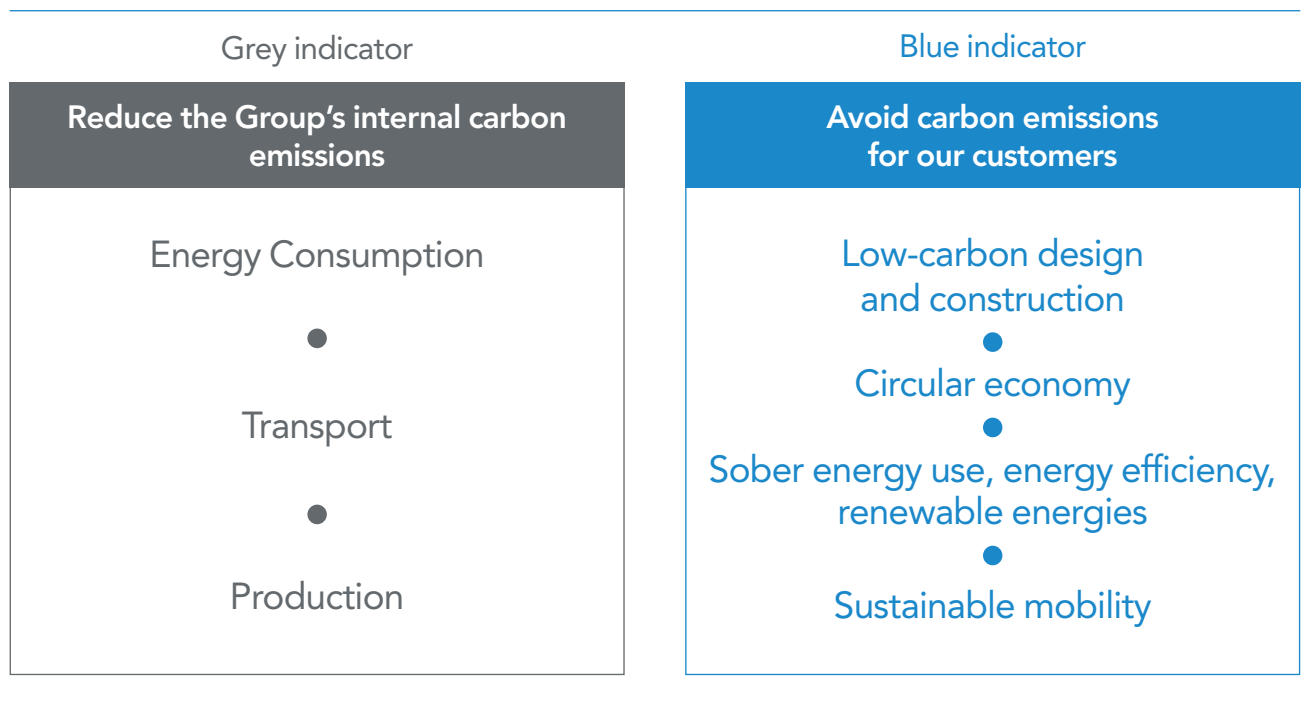 Grey indicator
Reduce the Group's internal carbon
emissions
Energy Consumption
Transport
Production
Blue indicator
Avoid carbon emissions
for our customers
Low-carbon design
and construction
Circular economy
Sober energy use, energy efficiency,
renewable energies
Sustainable mobility